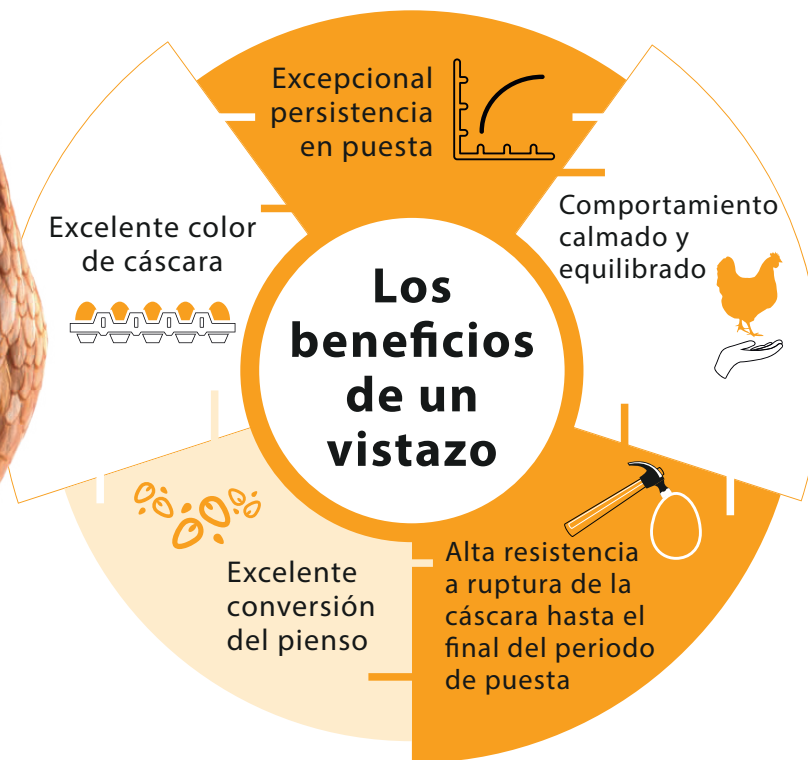 Excepcional
persistencia
en puesta
Comportamiento
calmado y
equilibrado
Excelente color
de cáscara
Los
beneficios
de un
vistazo
Excelente
conversión
del pienso
Alta resistencia
a ruptura de la
cáscara hasta el
final del periodo
de puesta